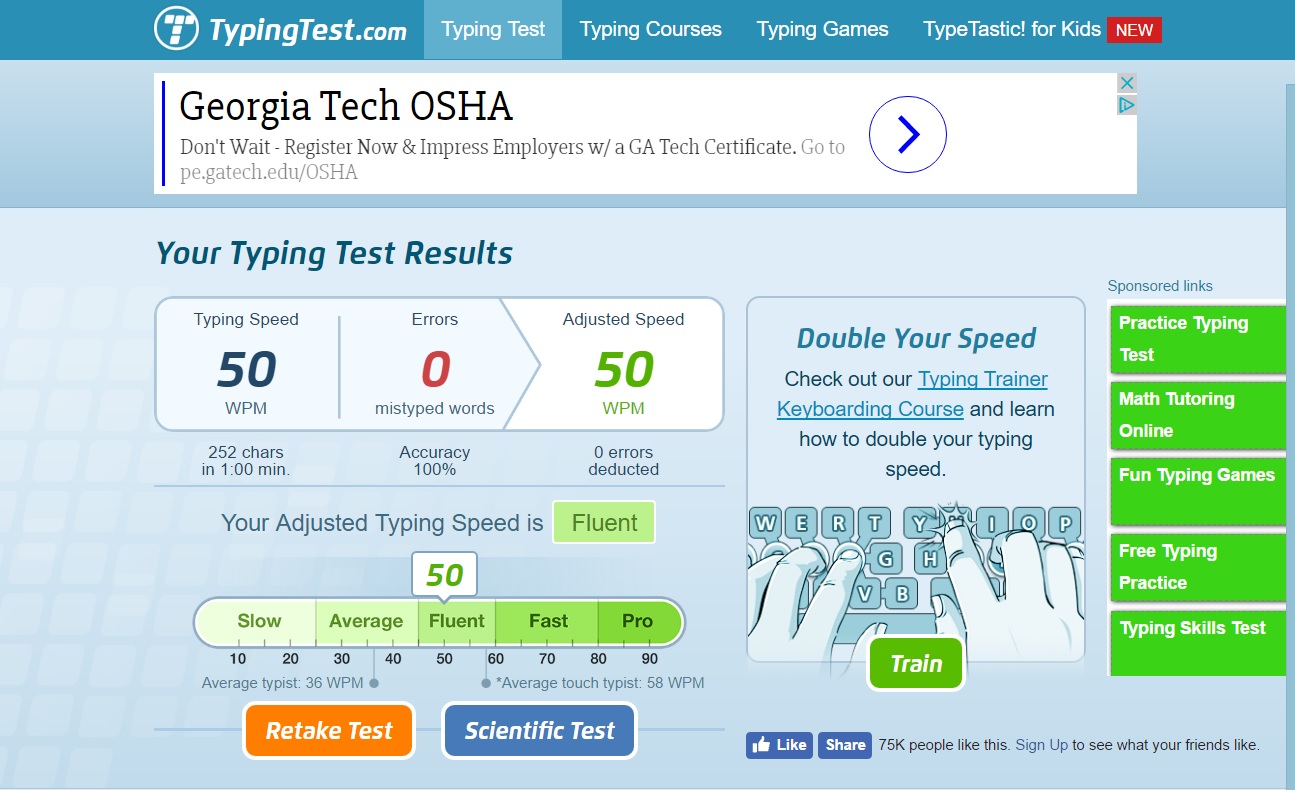 TypingTest.com
Typing Test
Typing Courses
Typing Games
TypeTastic! for Kids NEW
Georgia Tech OSHA
Don't Wait - Register Now & Impress Employers w/ a GA Tech Certificate. Go to
pe.gatech.edu/OSHA
Your Typing Test Results
Typing Speed
50
WPM
252 chars
in 1:00 min.
Errors
0
mistyped words
Accuracy
100%
Adjusted Speed
50
WPM
0 errors
deducted
Your Adjusted Typing Speed is Fluent
50
Slow Average Fluent Fast Pro
10 20 30 40 50 60 70 80 90
Average typist: 36 WPM
*Average touch typist: 58 WPM
Retake Test
Scientific Test
Double Your Speed
Check out our Typing Trainer
Keyboarding Course and learn
how to double your typing
speed.
W E R T Y I O P
G H
V B
Train
Sponsored links
Practice Typing
Test
Math Tutoring
Online
Fun Typing Games
Free Typing
Practice
Typing Skills Test
Like Share 75K people like this. Sign Up to see what your friends like.